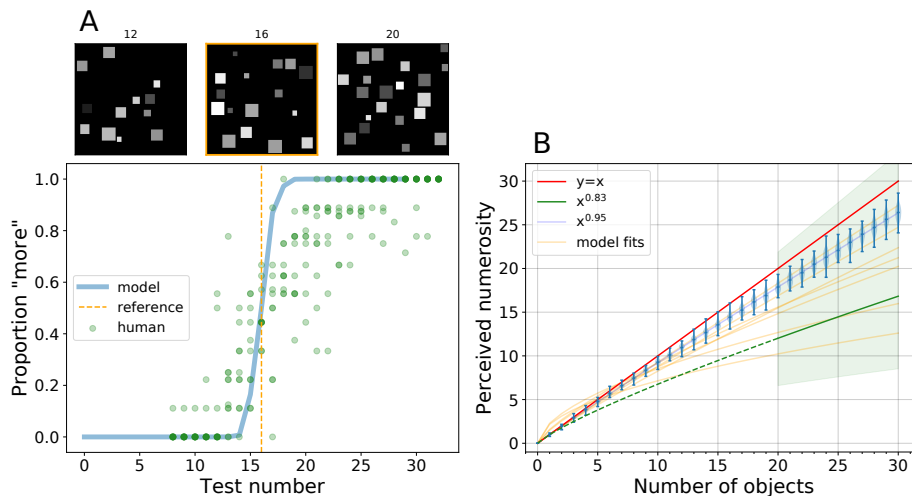 A
12
16
20
Proportion "more"
1.0
0.8
0.6
0.4
0.2
0.0
model
reference
human
0 5 10 15 20 25 30
Test number
B
Perceived numerosity
30
25
20
15
10
5
0
y=x
x^0.83
x^0.95
model fits
0 5 10 15 20 25 30
Number of objects